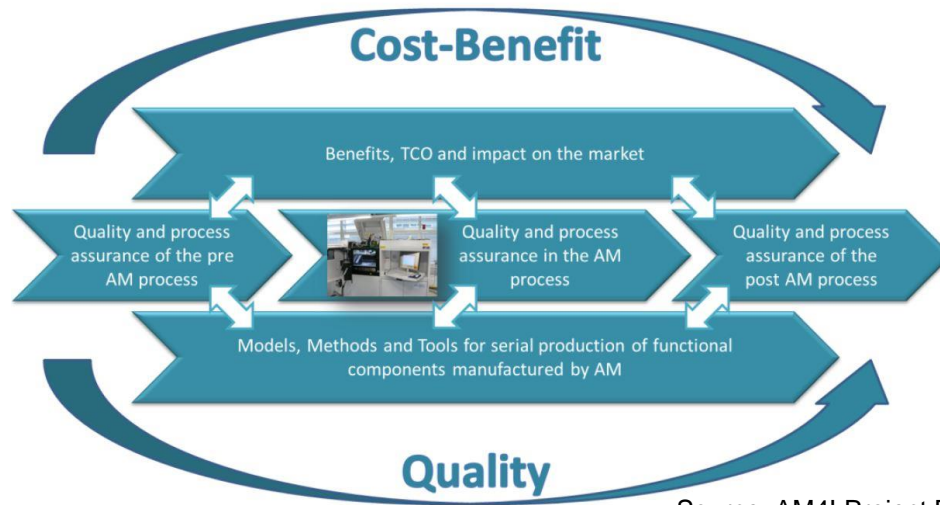 Cost-Benefit
Benefits, TCO and impact on the market
Quality and process
assurance of the pre
AM process
Quality and process
assurance in the AM
process
Quality and process
assurance of the
post AM process
Models, Methods and Tools for serial production of functional
components manufactured by AM
Quality